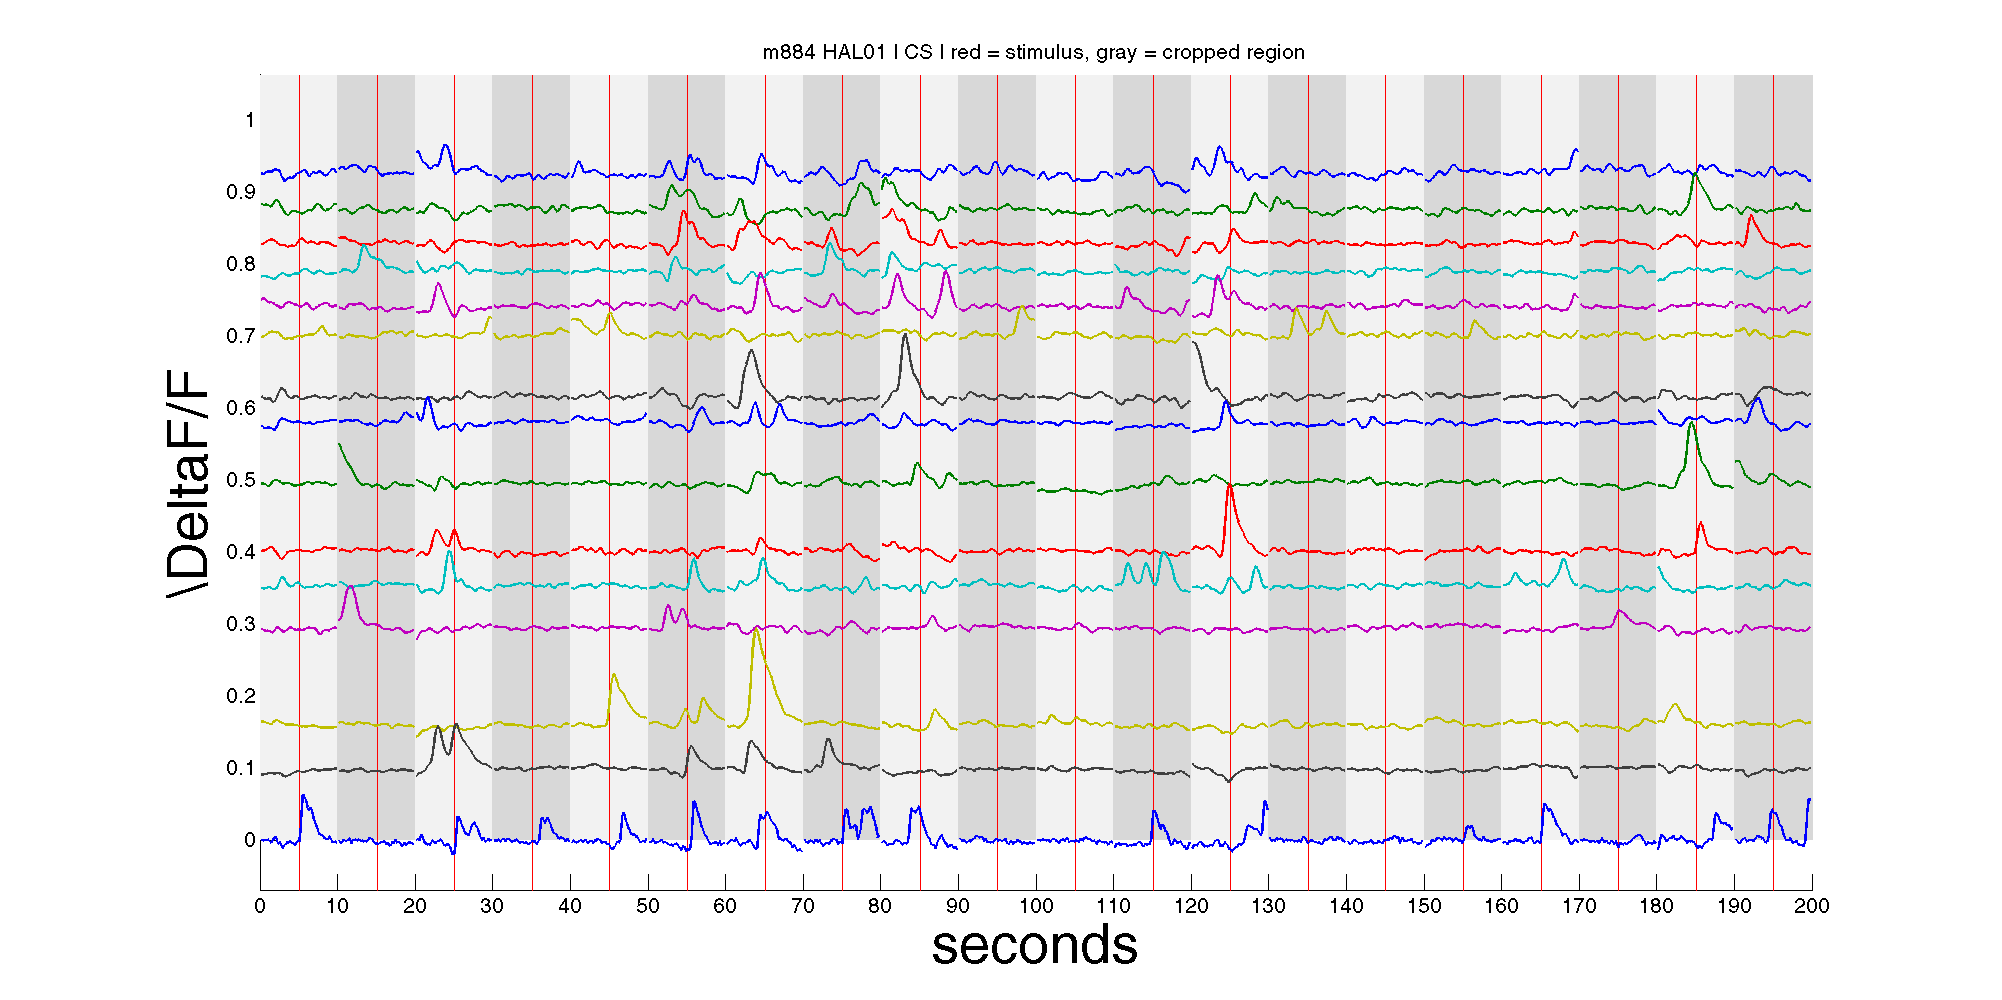 m884 HAL01 | CS | red = stimulus, gray = cropped region
1
0.9
0.8
0.7
0.6
0.5
0.4
0.3
0.2
0.1
0
\DeltaF/F
0 10 20 30 40 50 60 70 80 90 100 110 120 130 140 150 160 170 180 190 200
seconds